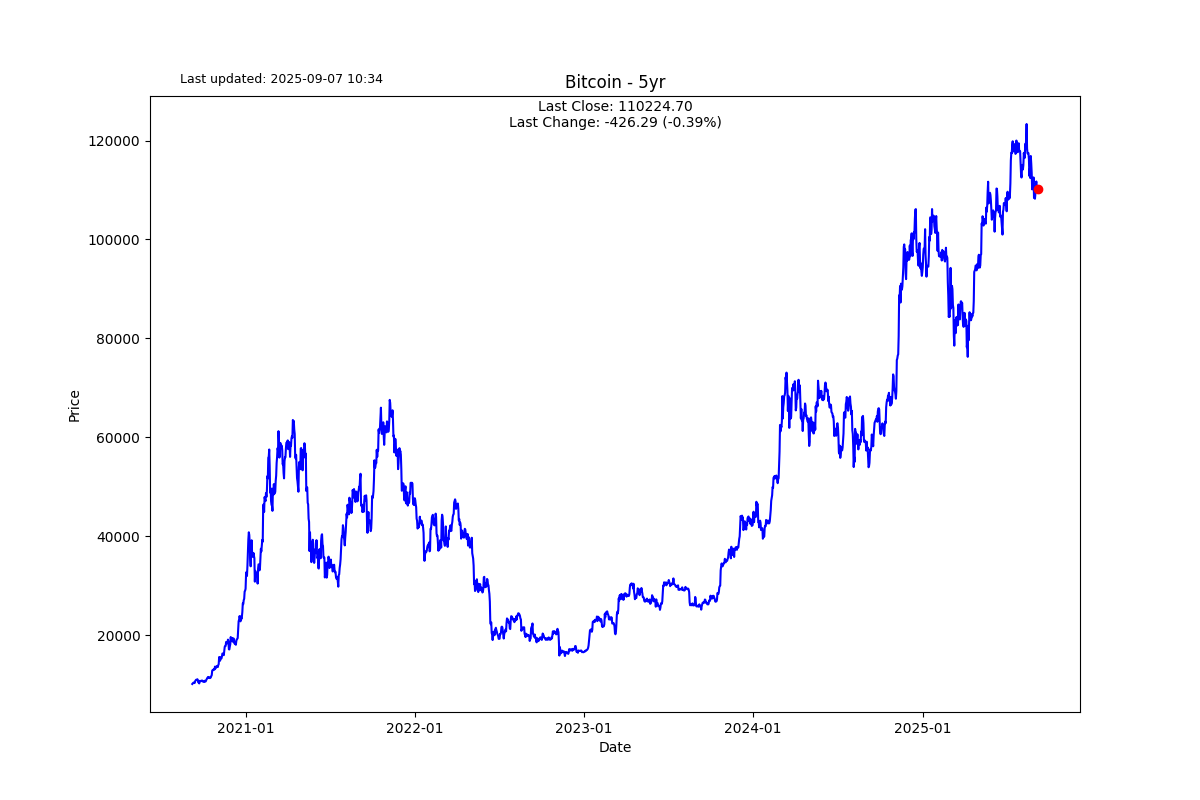 Last updated: 2025-09-07 10:34
Bitcoin - 5yr
Last Close: 110224.70
Last Change: -426.29 (-0.39%)
120000
100000
80000
60000
40000
20000
Price
2021-01
2022-01
2023-01
2024-01
2025-01
Date